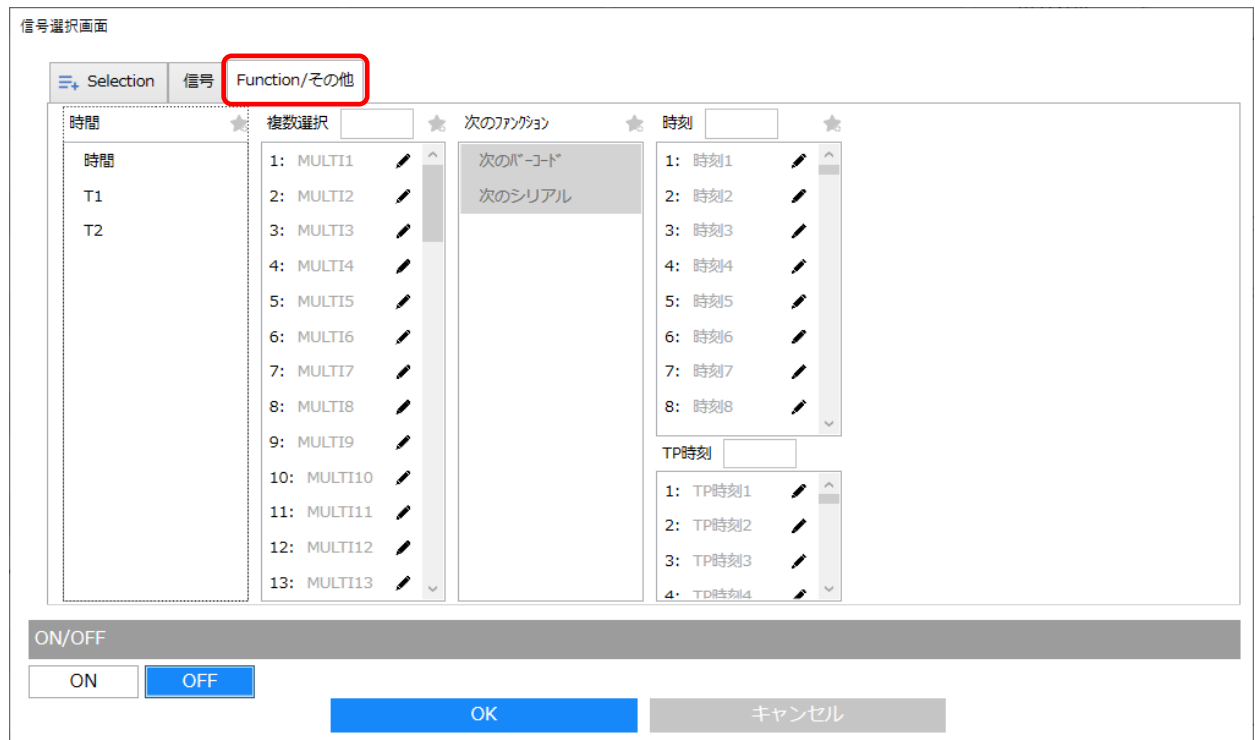 信号選択画面
Selection 信号 Function/その他
時間
時間
T1
T2
複数選択
1: MULTI1
2: MULTI2
3: MULTI3
4: MULTI4
5: MULTI5
6: MULTI6
7: MULTI7
8: MULTI8
9: MULTI9
10: MULTI10
11: MULTI11
12: MULTI12
13: MULTI13
次のﾌｧﾝｸｼｮﾝ
次のﾊﾞｰｺｰﾄﾞ
次のシリアル
時刻
1: 時刻1
2: 時刻2
3: 時刻3
4: 時刻4
5: 時刻5
6: 時刻6
7: 時刻7
8: 時刻8
TP時刻
1: TP時刻1
2: TP時刻2
3: TP時刻3
4: TP時刻4
ON/OFF
ON OFF
OK キャンセル